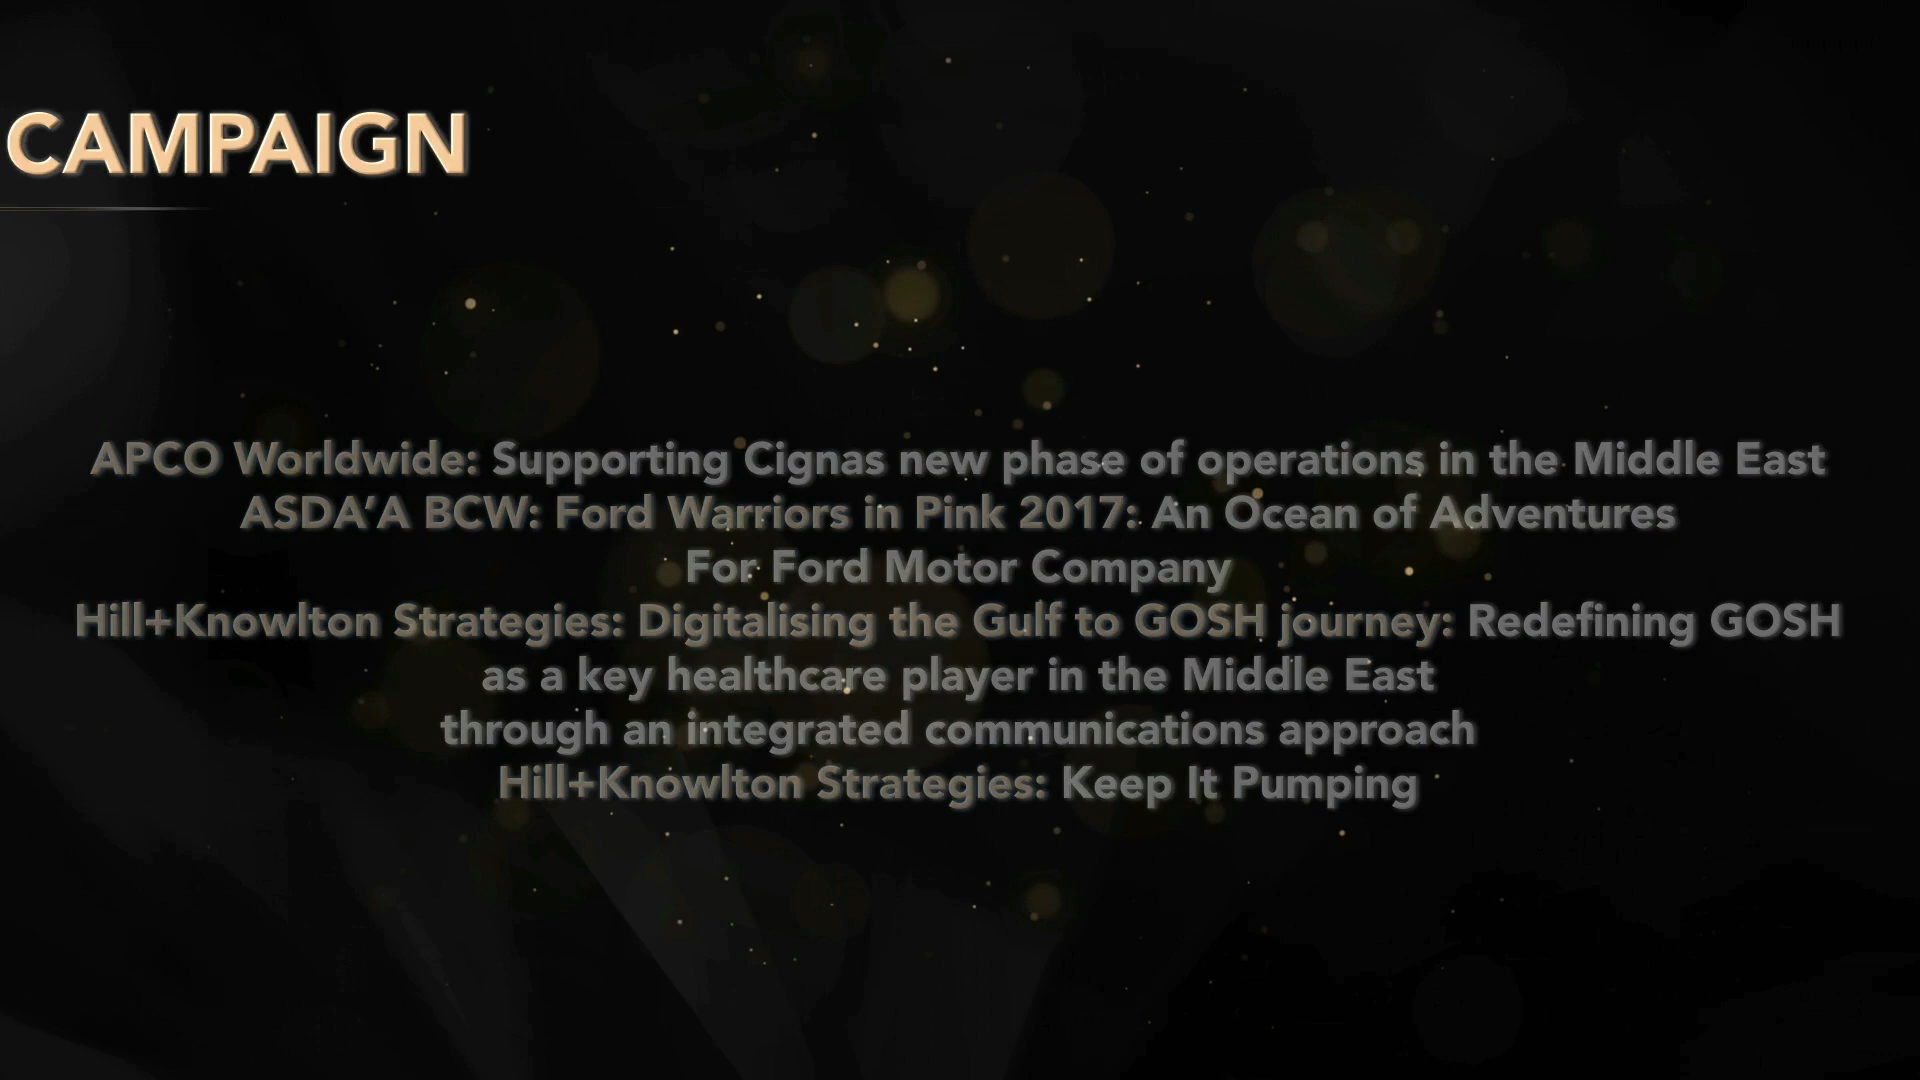 CAMPAIGN
APCO Worldwide: Supporting Cignas new phase of operations in the Middle East
ASDA’A BCW: Ford Warriors in Pink 2017: An Ocean of Adventures
For Ford Motor Company
Hill+Knowlton Strategies: Digitalising the Gulf to GOSH journey: Redefining GOSH
as a key healthcare player in the Middle East
through an integrated communications approach
Hill+Knowlton Strategies: Keep It Pumping